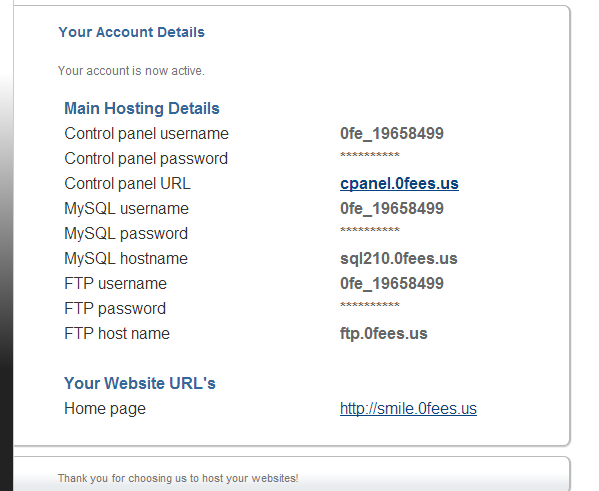 Your Account Details
Your account is now active.
Main Hosting Details
Control panel username 0fe_19658499
Control panel password **********
Control panel URL cpanel.0fees.us
MySQL username 0fe_19658499
MySQL password **********
MySQL hostname sql210.0fees.us
FTP username 0fe_19658499
FTP password **********
FTP host name ftp.0fees.us
Your Website URL's
Home page http://smile.0fees.us
Thank you for choosing us to host your websites!